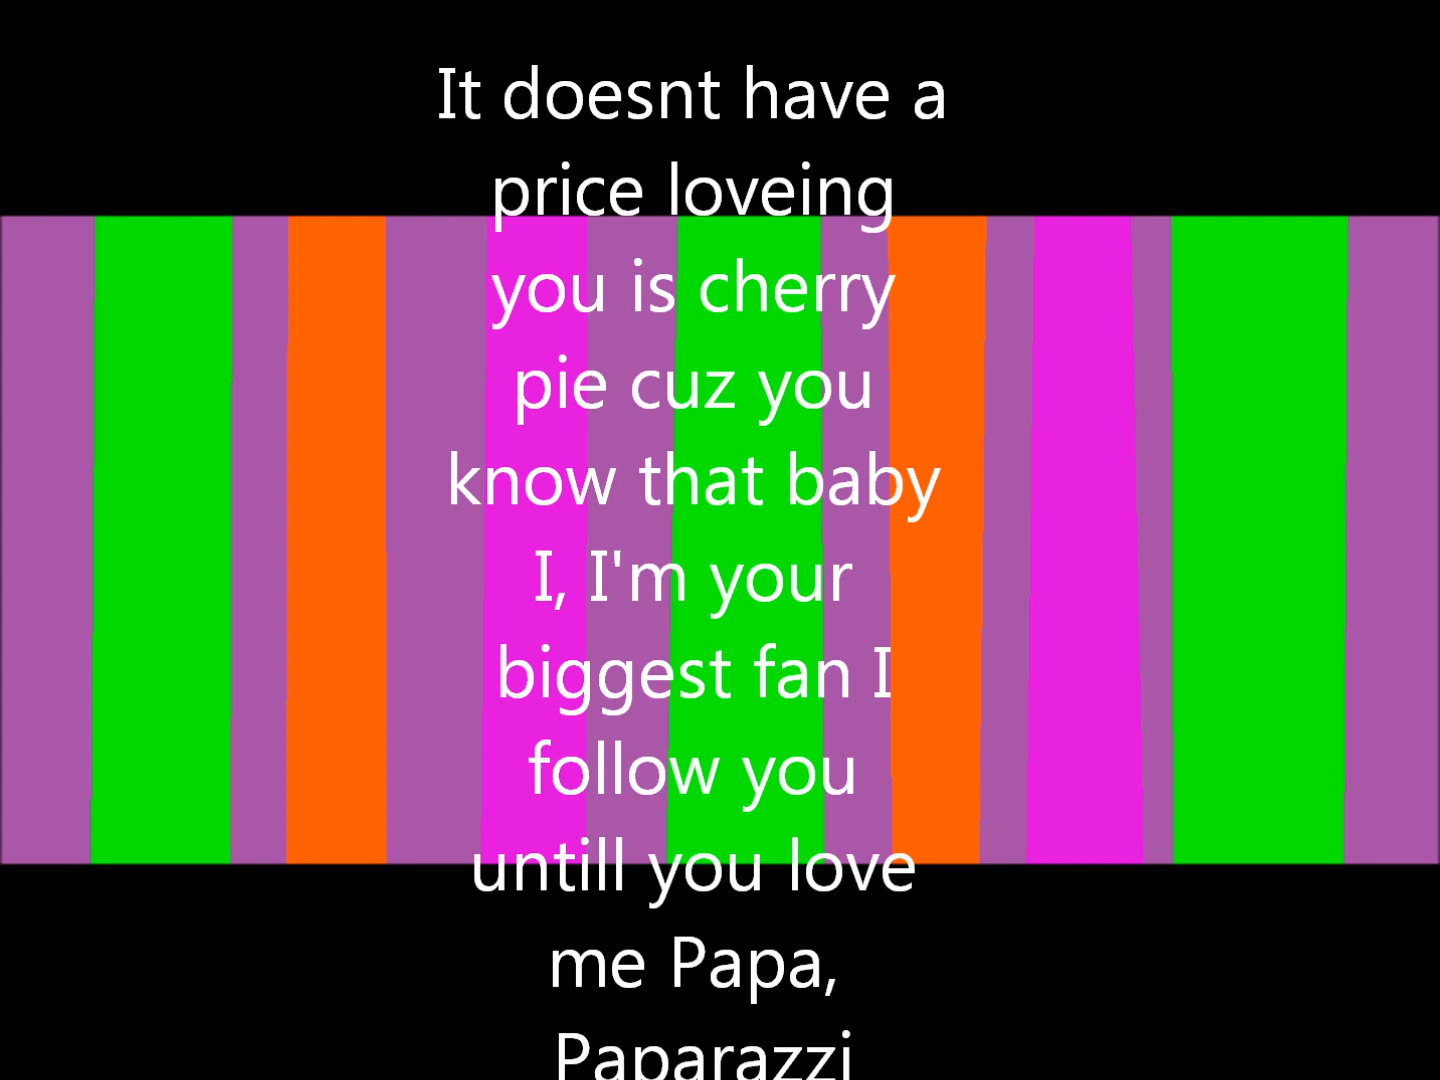 It doesnt have a
price loveing
you is cherry
pie cuz you
know that baby
I, I'm your
biggest fan I
follow you
untill you love
me Papa,
Paparazzi